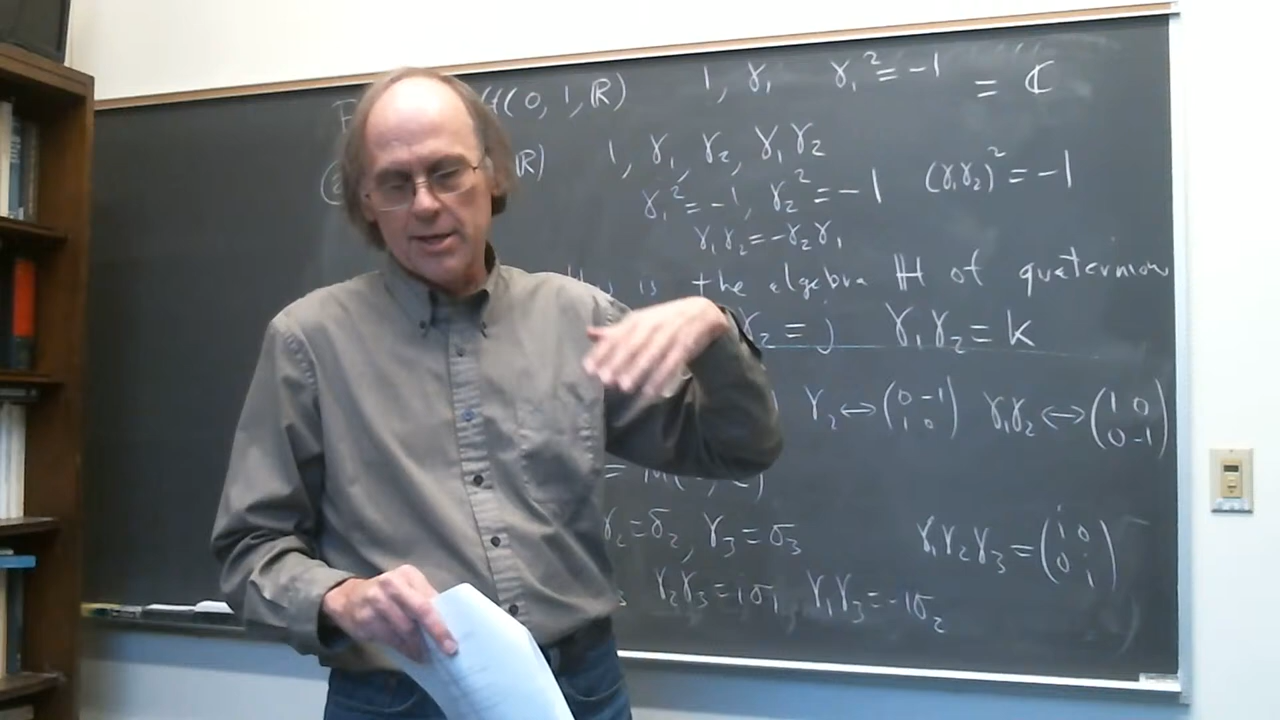 (0, 1, ℝ) 1, γ₁ γ₁² = -1 = ℂ
(2) ℝ) 1, γ₁, γ₂, γ₁γ₂
γ₁² = -1, γ₂² = -1 (γ₁γ₂)² = -1
γ₁γ₂ = -γ₂γ₁
is the algebra ℍ of quaternion
γ₂ = j γ₁γ₂ = k
γ₂ ↔ (0 -1 1 0) γ₁γ₂ ↔ (1 0 0 -1)
= M(
γ₂ = σ₂, γ₃ = σ₃ γ₁γ₂γ₃ = (i 0 0 i)
γ₂γ₃ = iσ₁, γ₁γ₃ = -iσ₂